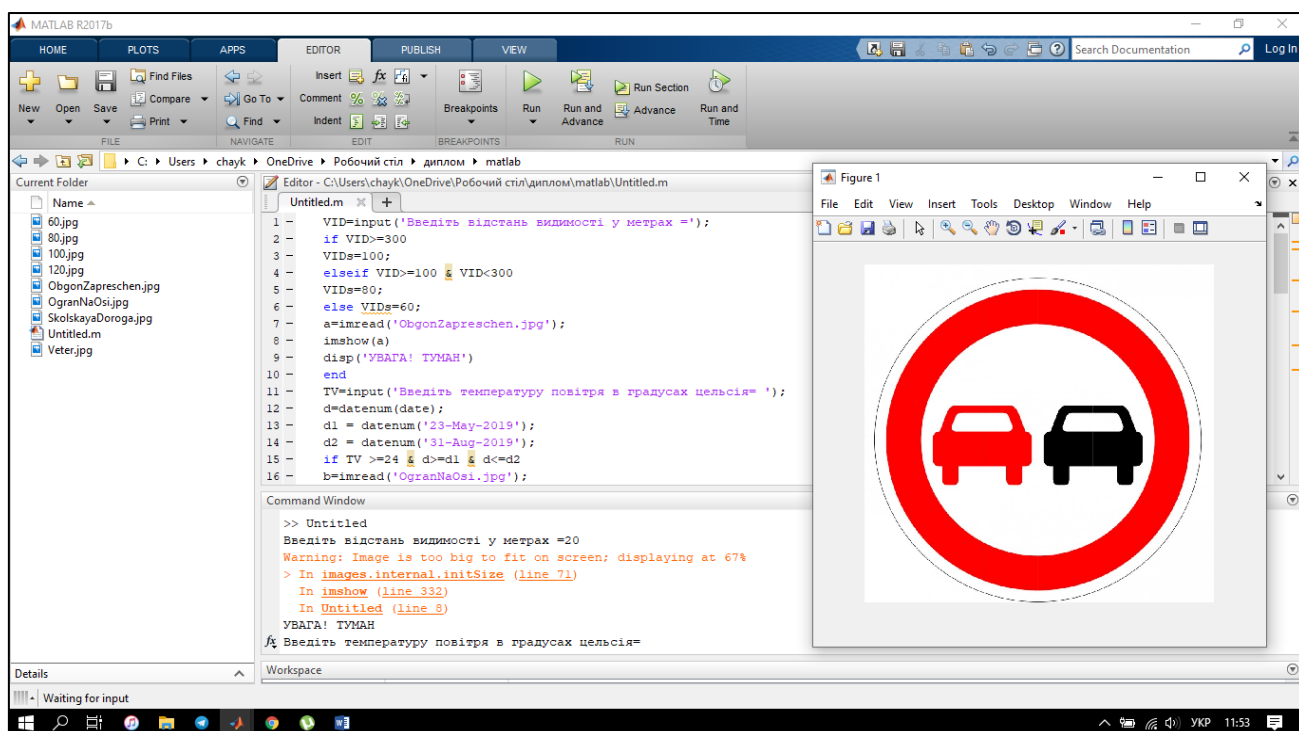 MATLAB R2017b
HOME PLOTS APPS EDITOR PUBLISH VIEW Search Documentation Log In
Find Files Insert fx Run Section
New Open Save Compare Go To Comment Breakpoints Run Run and Advance Advance Run and Time
Print Find Indent
FILE NAVIGATE EDIT BREAKPOINTS RUN
C: Users chayk OneDrive Робочий стіл диплом matlab
Current Folder
Name
60.jpg
80.jpg
100.jpg
120.jpg
ObgonZapreschen.jpg
OgranNaOsi.jpg
SkolskayaDoroga.jpg
Untitled.m
Veter.jpg
Details
Editor - C:\Users\chayk\OneDrive\Робочий стіл\диплом\matlab\Untitled.m
Untitled.m
1 – VID=input('Введіть відстань видимості у метрах =');
2 – if VID>=300
3 – VIDs=100;
4 – elseif VID>=100 & VID<300
5 – VIDs=80;
6 – else VIDs=60;
7 – a=imread('ObgonZapreschen.jpg');
8 – imshow(a)
9 – disp('УВАГА! ТУМАН')
10 – end
11 – TV=input('Введіть температуру повітря в градусах цельсія= ');
12 – d=datenum(date);
13 – d1 = datenum('23-May-2019');
14 – d2 = datenum('31-Aug-2019');
15 – if TV >=24 & d>=d1 & d<=d2
16 – b=imread('OgranNaOsi.jpg');
Command Window
>> Untitled
Введіть відстань видимості у метрах =20
Warning: Image is too big to fit on screen; displaying at 67%
> In images.internal.initSize (line 71)
In imshow (line 332)
In Untitled (line 8)
УВАГА! ТУМАН
fx Введіть температуру повітря в градусах цельсія=
Workspace
Figure 1
File Edit View Insert Tools Desktop Window Help
Waiting for input
УКР 11:53